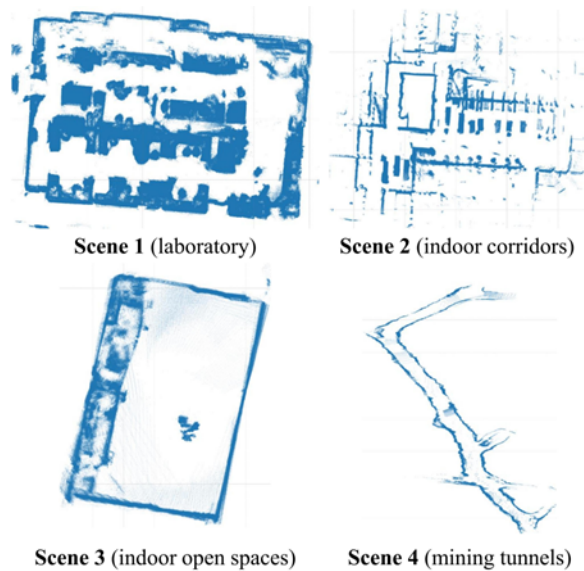 Scene 1 (laboratory)
Scene 2 (indoor corridors)
Scene 3 (indoor open spaces)
Scene 4 (mining tunnels)